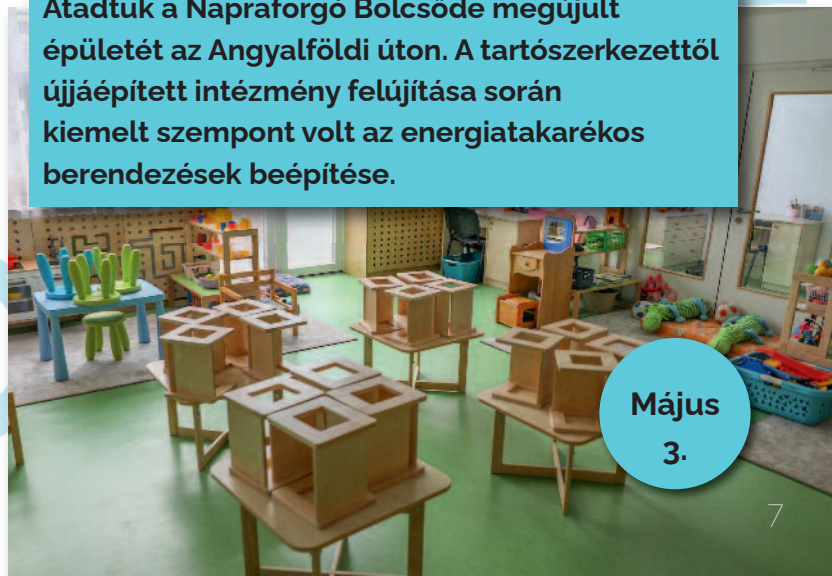 Átadtuk a Napraforgó Bölcsőde megújult
épületét az Angyalföldi úton. A tartószerkezettől
újjáépített intézmény felújítása során
kiemelt szempont volt az energiatakarékos
berendezések beépítése.
Május
3.
7